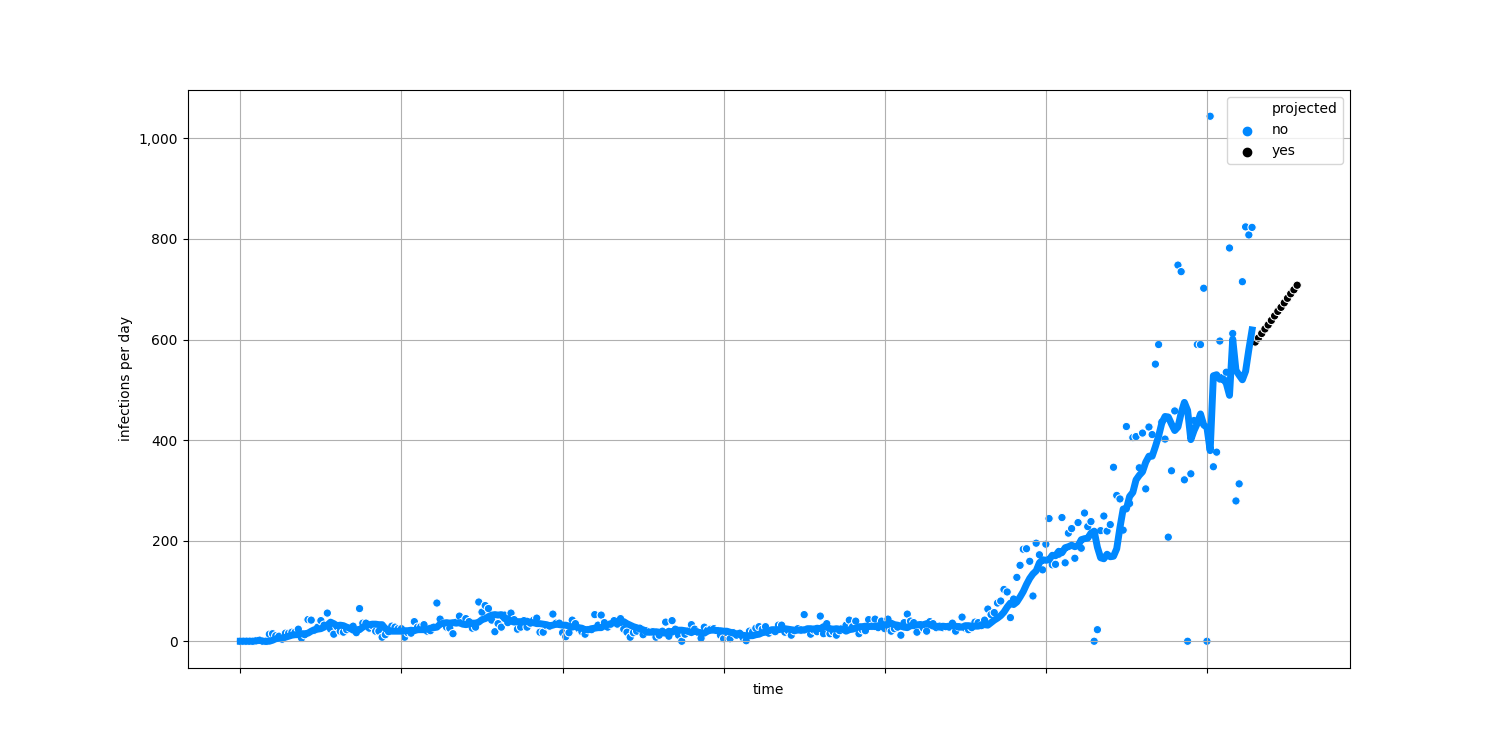 projected
no
yes
1,000
800
600
400
200
0
infections per day
time